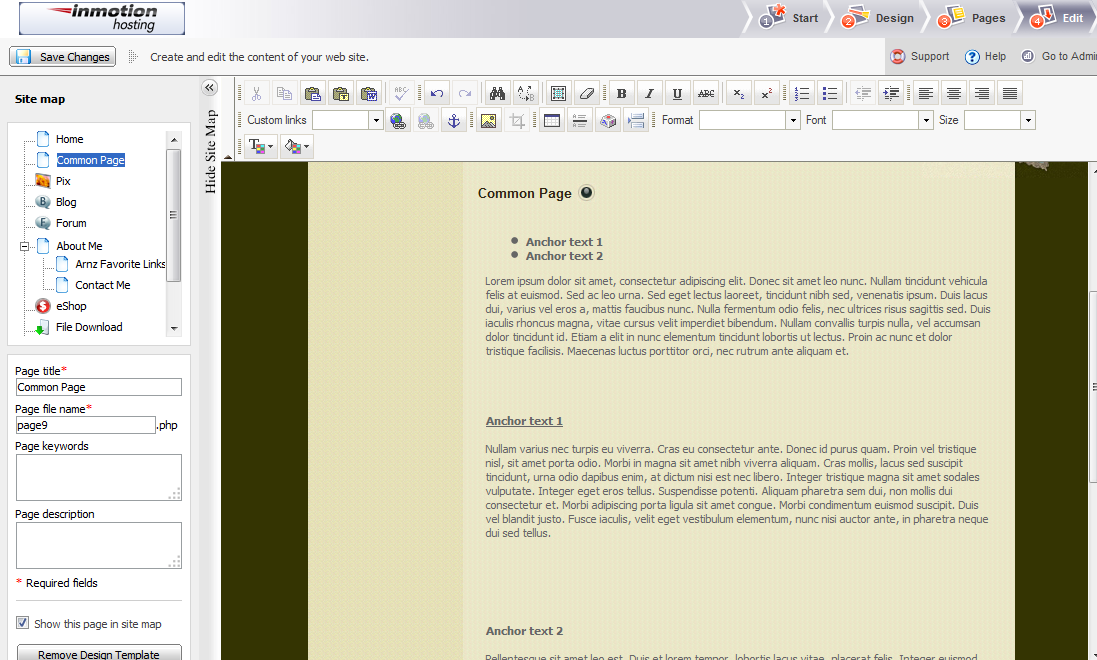 inmotion
hosting
1 Start
2 Design
3 Pages
4 Edit
Save Changes
Create and edit the content of your web site.
Support
? Help
Go to Admi
Site map
Home
Common Page
Pix
B Blog
F Forum
About Me
Arnz Favorite Links
Contact Me
eShop
File Download
Hide Site Map
ABC
B I U ABC x2 x2
Custom links
Format
Font
Size
Page title*
Common Page
Page file name*
page9 .php
Page keywords
Page description
* Required fields
Show this page in site map
Remove Design Template
Common Page
Anchor text 1
Anchor text 2
Lorem ipsum dolor sit amet, consectetur adipiscing elit. Donec sit amet leo nunc. Nullam tincidunt vehicula
felis at euismod. Sed ac leo urna. Sed eget lectus laoreet, tincidunt nibh sed, venenatis ipsum. Duis lacus
dui, varius vel eros a, mattis faucibus nunc. Nulla fermentum odio felis, nec ultrices risus sagittis sed. Duis
iaculis rhoncus magna, vitae cursus velit imperdiet bibendum. Nullam convallis turpis nulla, vel accumsan
dolor tincidunt id. Etiam a elit in nunc elementum tincidunt lobortis ut lectus. Proin ac nunc et dolor
tristique facilisis. Maecenas luctus porttitor orci, nec rutrum ante aliquam et.
Anchor text 1
Nullam varius nec turpis eu viverra. Cras eu consectetur ante. Donec id purus quam. Proin vel tristique
nisl, sit amet porta odio. Morbi in magna sit amet nibh viverra aliquam. Cras mollis, lacus sed suscipit
tincidunt, urna odio dapibus enim, at dictum nisi est nec libero. Integer tristique magna sit amet sodales
vulputate. Integer eget eros tellus. Suspendisse potenti. Aliquam pharetra sem dui, non mollis dui
consectetur et. Morbi adipiscing porta ligula sit amet congue. Morbi condimentum euismod suscipit. Duis
vel blandit justo. Fusce iaculis, velit eget vestibulum elementum, nunc nisi auctor ante, in pharetra neque
dui sed tellus.
Anchor text 2
Pellentesque sit amet leo est. Duis et lorem tempor, lobortis lacus vitae, placerat felis. Integer euismod